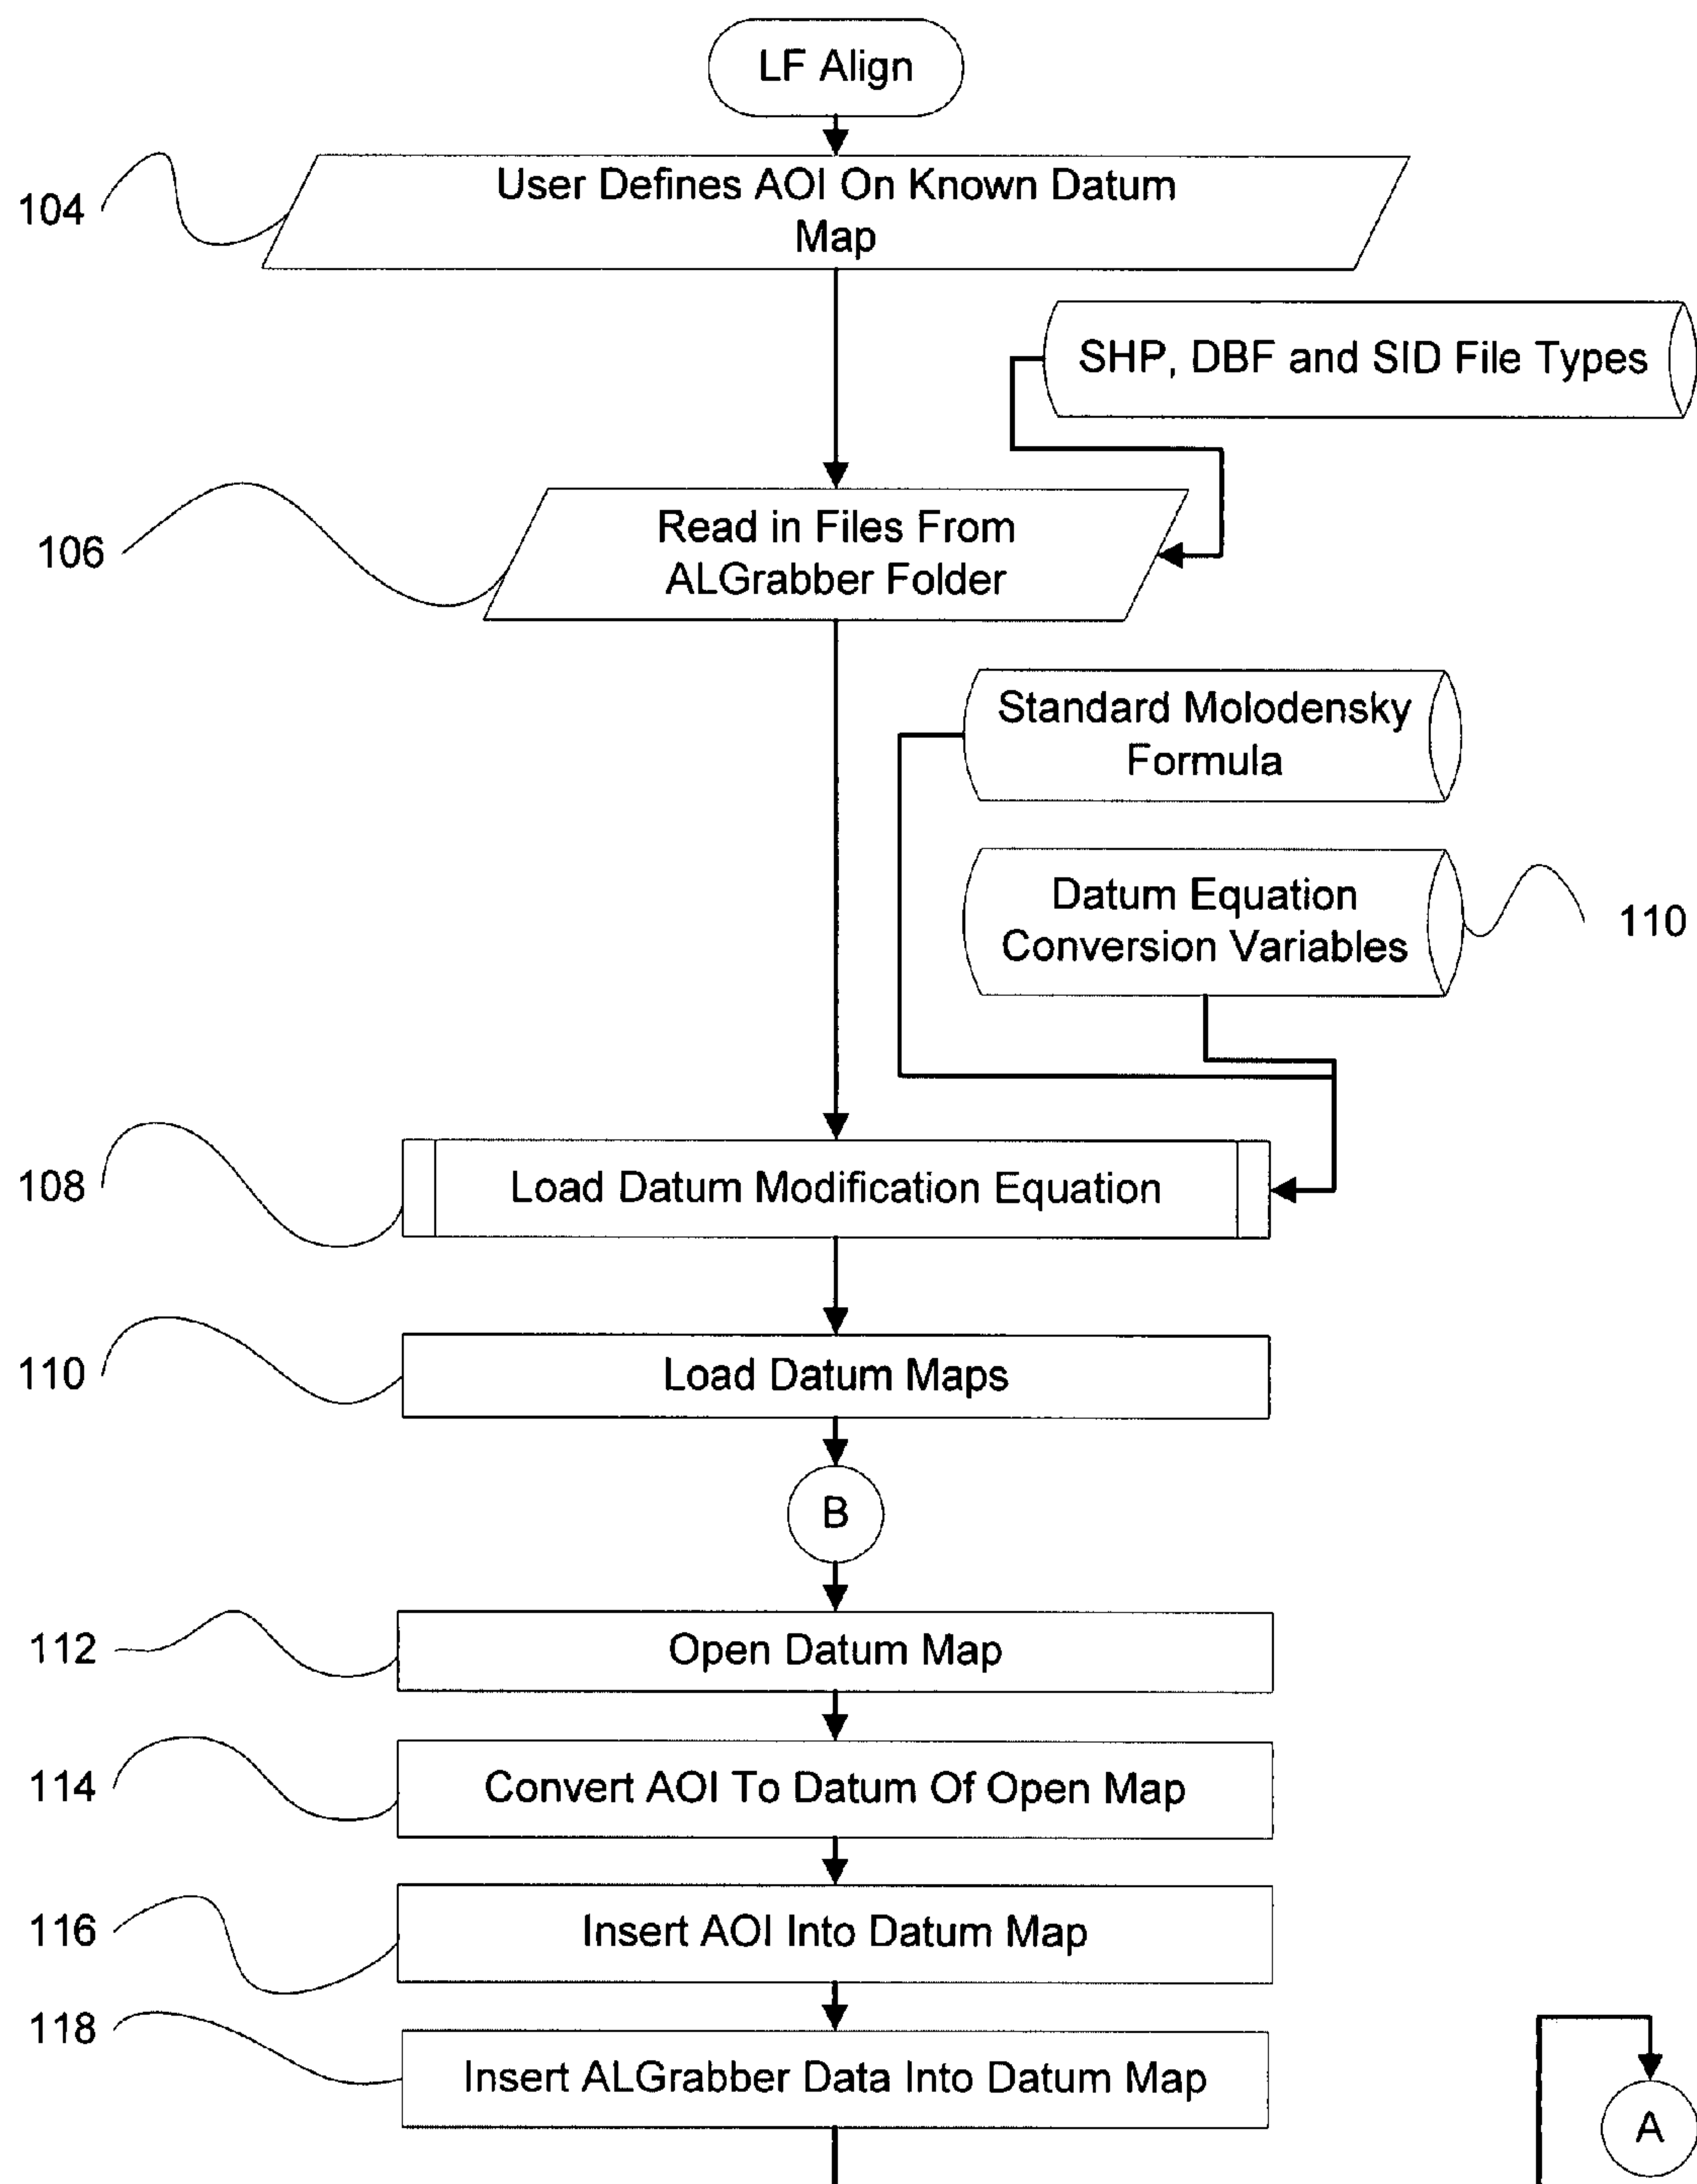 LF Align
104
User Defines AOI On Known Datum
Map
SHP, DBF and SID File Types
106
Read in Files From
ALGrabber Folder
Standard Molodensky
Formula
Datum Equation
Conversion Variables
110
108
Load Datum Modification Equation
110
Load Datum Maps
B
112
Open Datum Map
114
Convert AOI To Datum Of Open Map
116
Insert AOI Into Datum Map
118
Insert ALGrabber Data Into Datum Map
A